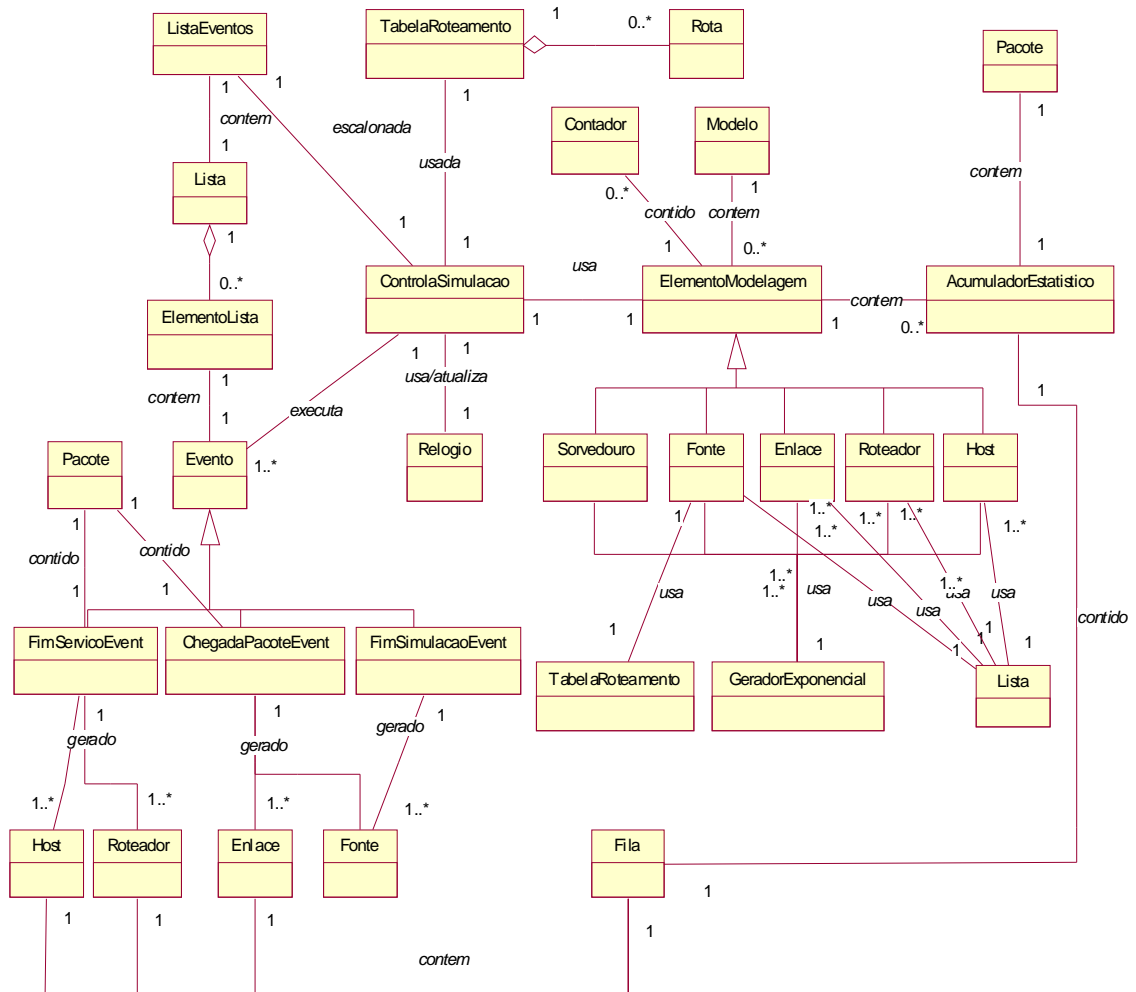 ListaEventos
TabelaRoteamento
1
0..*
Rota
Pacote
1
1
contem
1
escalonada
usada
Contador
Modelo
1
contem
1
Lista
1
0..*
contido
1
contem
1
0..*
1
0..*
1
1
1
ElementoLista
ControlaSimulacao
usa
ElementoModelagem
contem
AcumuladorEstatistico
1
1
1
0..*
1
contem
1
1
1
usa/atualiza
1
executa
1
Pacote
Evento
1..*
Relogio
Sorvedouro
Fonte
Enlace
Roteador
Host
1
1
contido
contido
1
1
1
1..*
1..*
1..*
1..*
1..*
1..*
1..*
1..*
usa
usa
usa
usa
usa
usa
contido
FimServicoEvent
ChegadaPacoteEvent
FimSimulacaoEvent
1
1
1
1
1
1
TabelaRoteamento
GeradorExponencial
Lista
1
1
1
gerado
gerado
gerado
1..*
1..*
1..*
1..*
Host
Roteador
Enlace
Fonte
Fila
1
1
1
1
1
contem